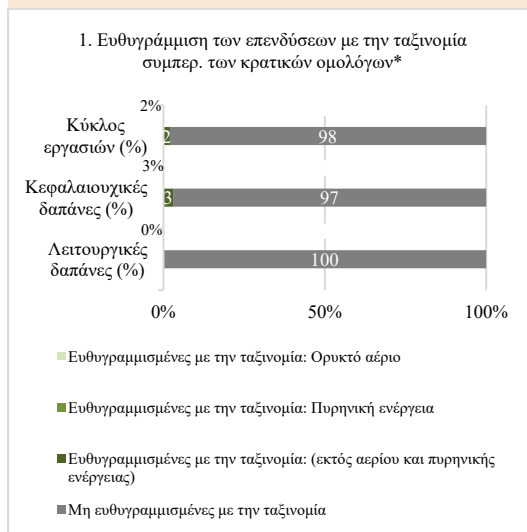 1. Ευθυγράμμιση των επενδύσεων με την ταξινομία
συμπερ. των κρατικών ομολόγων*
2%
Κύκλος
εργασιών (%)
2
98
3%
Κεφαλαιουχικές
δαπάνες (%)
3
97
0%
Λειτουργικές
δαπάνες (%)
100
0%
50%
100%
Ευθυγραμμισμένες με την ταξινομία: Ορυκτό αέριο
Ευθυγραμμισμένες με την ταξινομία: Πυρηνική ενέργεια
Ευθυγραμμισμένες με την ταξινομία: (εκτός αερίου και πυρηνικής
ενέργειας)
Μη ευθυγραμμισμένες με την ταξινομία